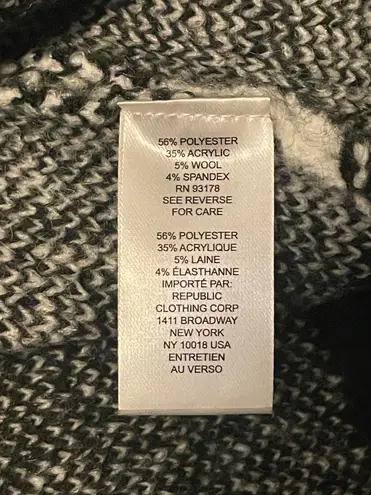 56% POLYESTER
35% ACRYLIC
5% WOOL
4% SPANDEX
RN 93178
SEE REVERSE
FOR CARE
56% POLYESTER
35% ACRYLIQUE
5% LAINE
4% ÉLASTHANNE
IMPORTÉ PAR:
REPUBLIC
CLOTHING CORP
1411 BROADWAY
NEW YORK
NY 10018 USA
ENTRETIEN
AU VERSO